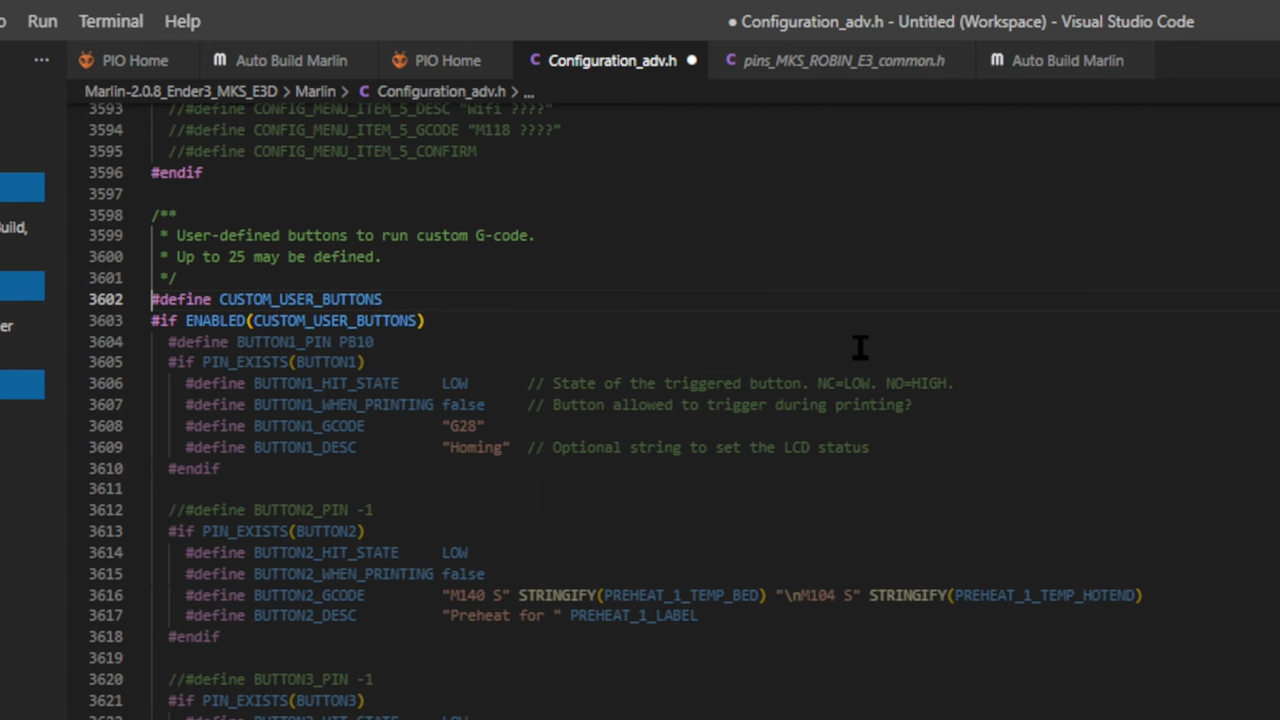 Run Terminal Help
● Configuration_adv.h - Untitled (Workspace) - Visual Studio Code
PIO Home
Auto Build Marlin
PIO Home
C Configuration_adv.h ●
C pins_MKS_ROBIN_E3_common.h
Auto Build Marlin
Marlin-2.0.8_Ender3_MKS_E3D > Marlin > C Configuration_adv.h > ...
3593 //#define CONFIG_MENU_ITEM_5_DESC "Wifi ????"
3594 //#define CONFIG_MENU_ITEM_5_GCODE "M118 ????"
3595 //#define CONFIG_MENU_ITEM_5_CONFIRM
3596 #endif
3597
3598 /**
3599 * User-defined buttons to run custom G-code.
3600 * Up to 25 may be defined.
3601 */
3602 #define CUSTOM_USER_BUTTONS
3603 #if ENABLED(CUSTOM_USER_BUTTONS)
3604 #define BUTTON1_PIN PB10
3605 #if PIN_EXISTS(BUTTON1)
3606 #define BUTTON1_HIT_STATE LOW // State of the triggered button. NC=LOW. NO=HIGH.
3607 #define BUTTON1_WHEN_PRINTING false // Button allowed to trigger during printing?
3608 #define BUTTON1_GCODE "G28"
3609 #define BUTTON1_DESC "Homing" // Optional string to set the LCD status
3610 #endif
3611
3612 //#define BUTTON2_PIN -1
3613 #if PIN_EXISTS(BUTTON2)
3614 #define BUTTON2_HIT_STATE LOW
3615 #define BUTTON2_WHEN_PRINTING false
3616 #define BUTTON2_GCODE "M140 S" STRINGIFY(PREHEAT_1_TEMP_BED) "\nM104 S" STRINGIFY(PREHEAT_1_TEMP_HOTEND)
3617 #define BUTTON2_DESC "Preheat for " PREHEAT_1_LABEL
3618 #endif
3619
3620 //#define BUTTON3_PIN -1
3621 #if PIN_EXISTS(BUTTON3)